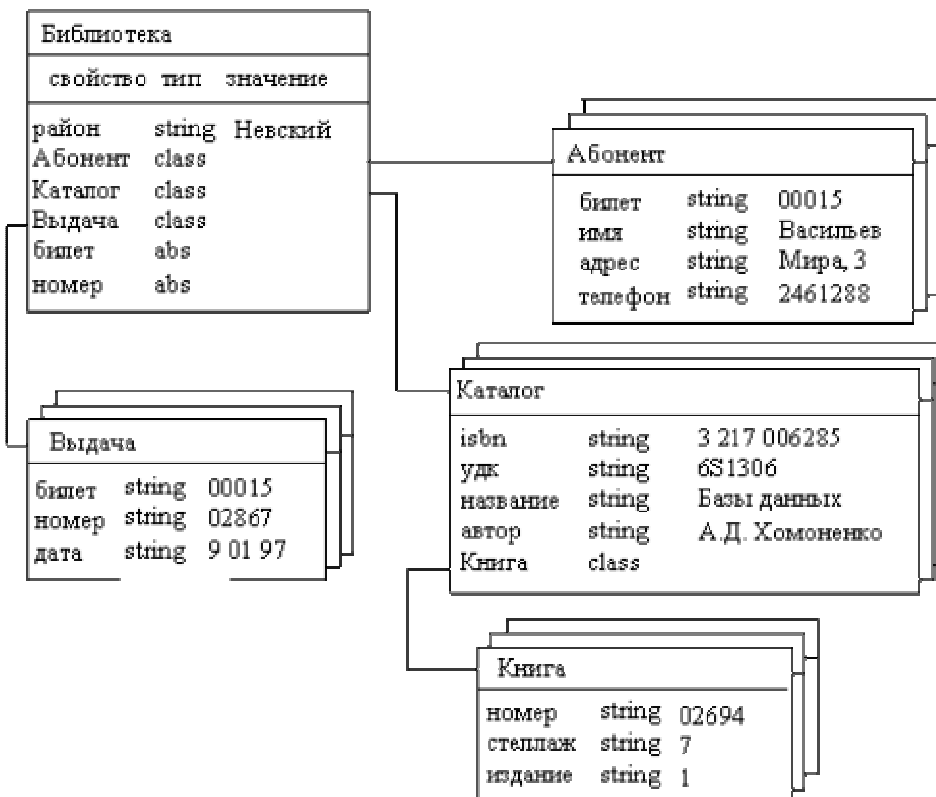 Библиотека
свойство тип значение
район string Невский
Абонент class
Каталог class
Выдача class
билет abs
номер abs
Абонент
билет string 00015
имя string Васильев
адрес string Мира, 3
телефон string 2461288
Каталог
isbn string 3 217 006285
удк string 6S1306
название string Базы данных
автор string А.Д. Хомоненко
Книга class
Выдача
билет string 00015
номер string 02867
дата string 9 01 97
Книга
номер string 02694
стеллаж string 7
издание string 1